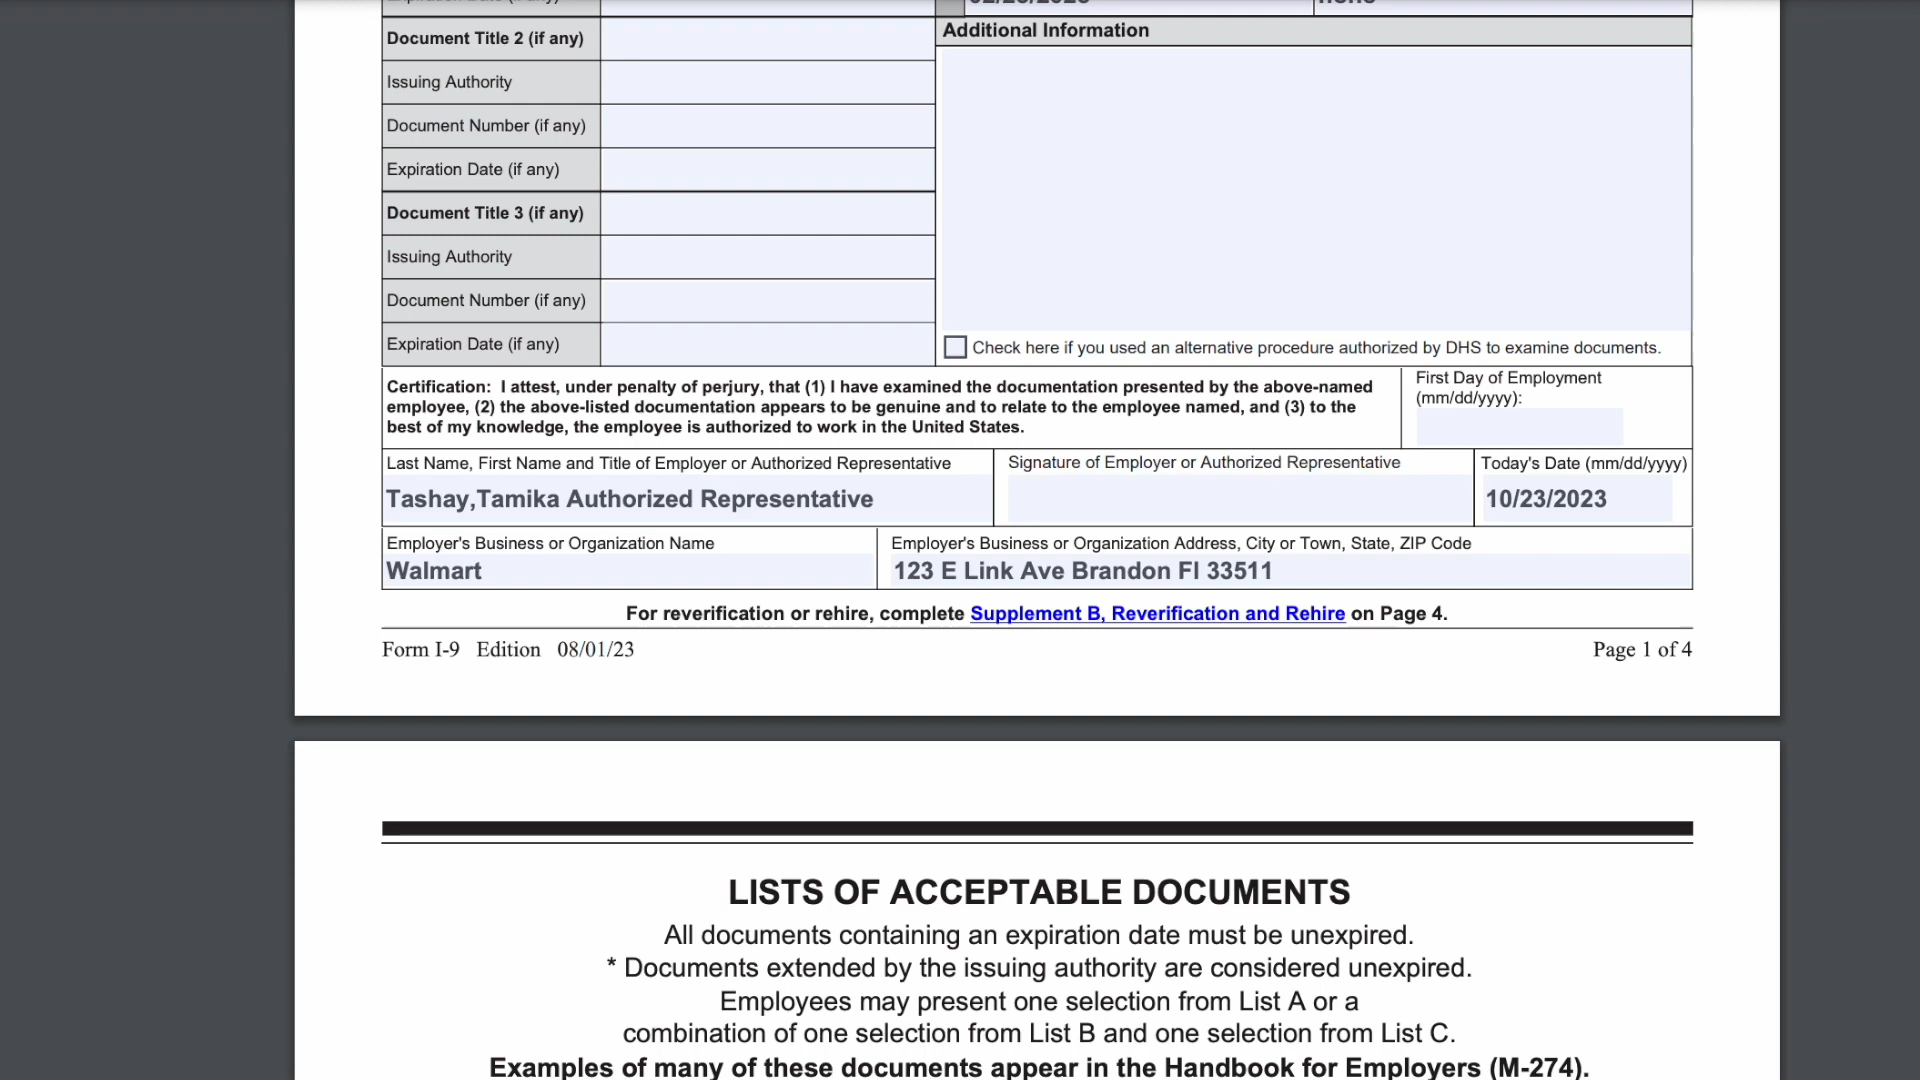 Document Title 2 (if any)
Additional Information
Issuing Authority
Document Number (if any)
Expiration Date (if any)
Document Title 3 (if any)
Issuing Authority
Document Number (if any)
Expiration Date (if any)
Check here if you used an alternative procedure authorized by DHS to examine documents.
Certification: I attest, under penalty of perjury, that (1) I have examined the documentation presented by the above-named
employee, (2) the above-listed documentation appears to be genuine and to relate to the employee named, and (3) to the
best of my knowledge, the employee is authorized to work in the United States.
First Day of Employment
(mm/dd/yyyy):
Last Name, First Name and Title of Employer or Authorized Representative
Tashay,Tamika Authorized Representative
Signature of Employer or Authorized Representative
Today's Date (mm/dd/yyyy)
10/23/2023
Employer's Business or Organization Name
Walmart
Employer's Business or Organization Address, City or Town, State, ZIP Code
123 E Link Ave Brandon Fl 33511
For reverification or rehire, complete Supplement B, Reverification and Rehire on Page 4.
Form I-9 Edition 08/01/23
Page 1 of 4
LISTS OF ACCEPTABLE DOCUMENTS
All documents containing an expiration date must be unexpired.
* Documents extended by the issuing authority are considered unexpired.
Employees may present one selection from List A or a
combination of one selection from List B and one selection from List C.
Examples of many of these documents appear in the Handbook for Employers (M-274).